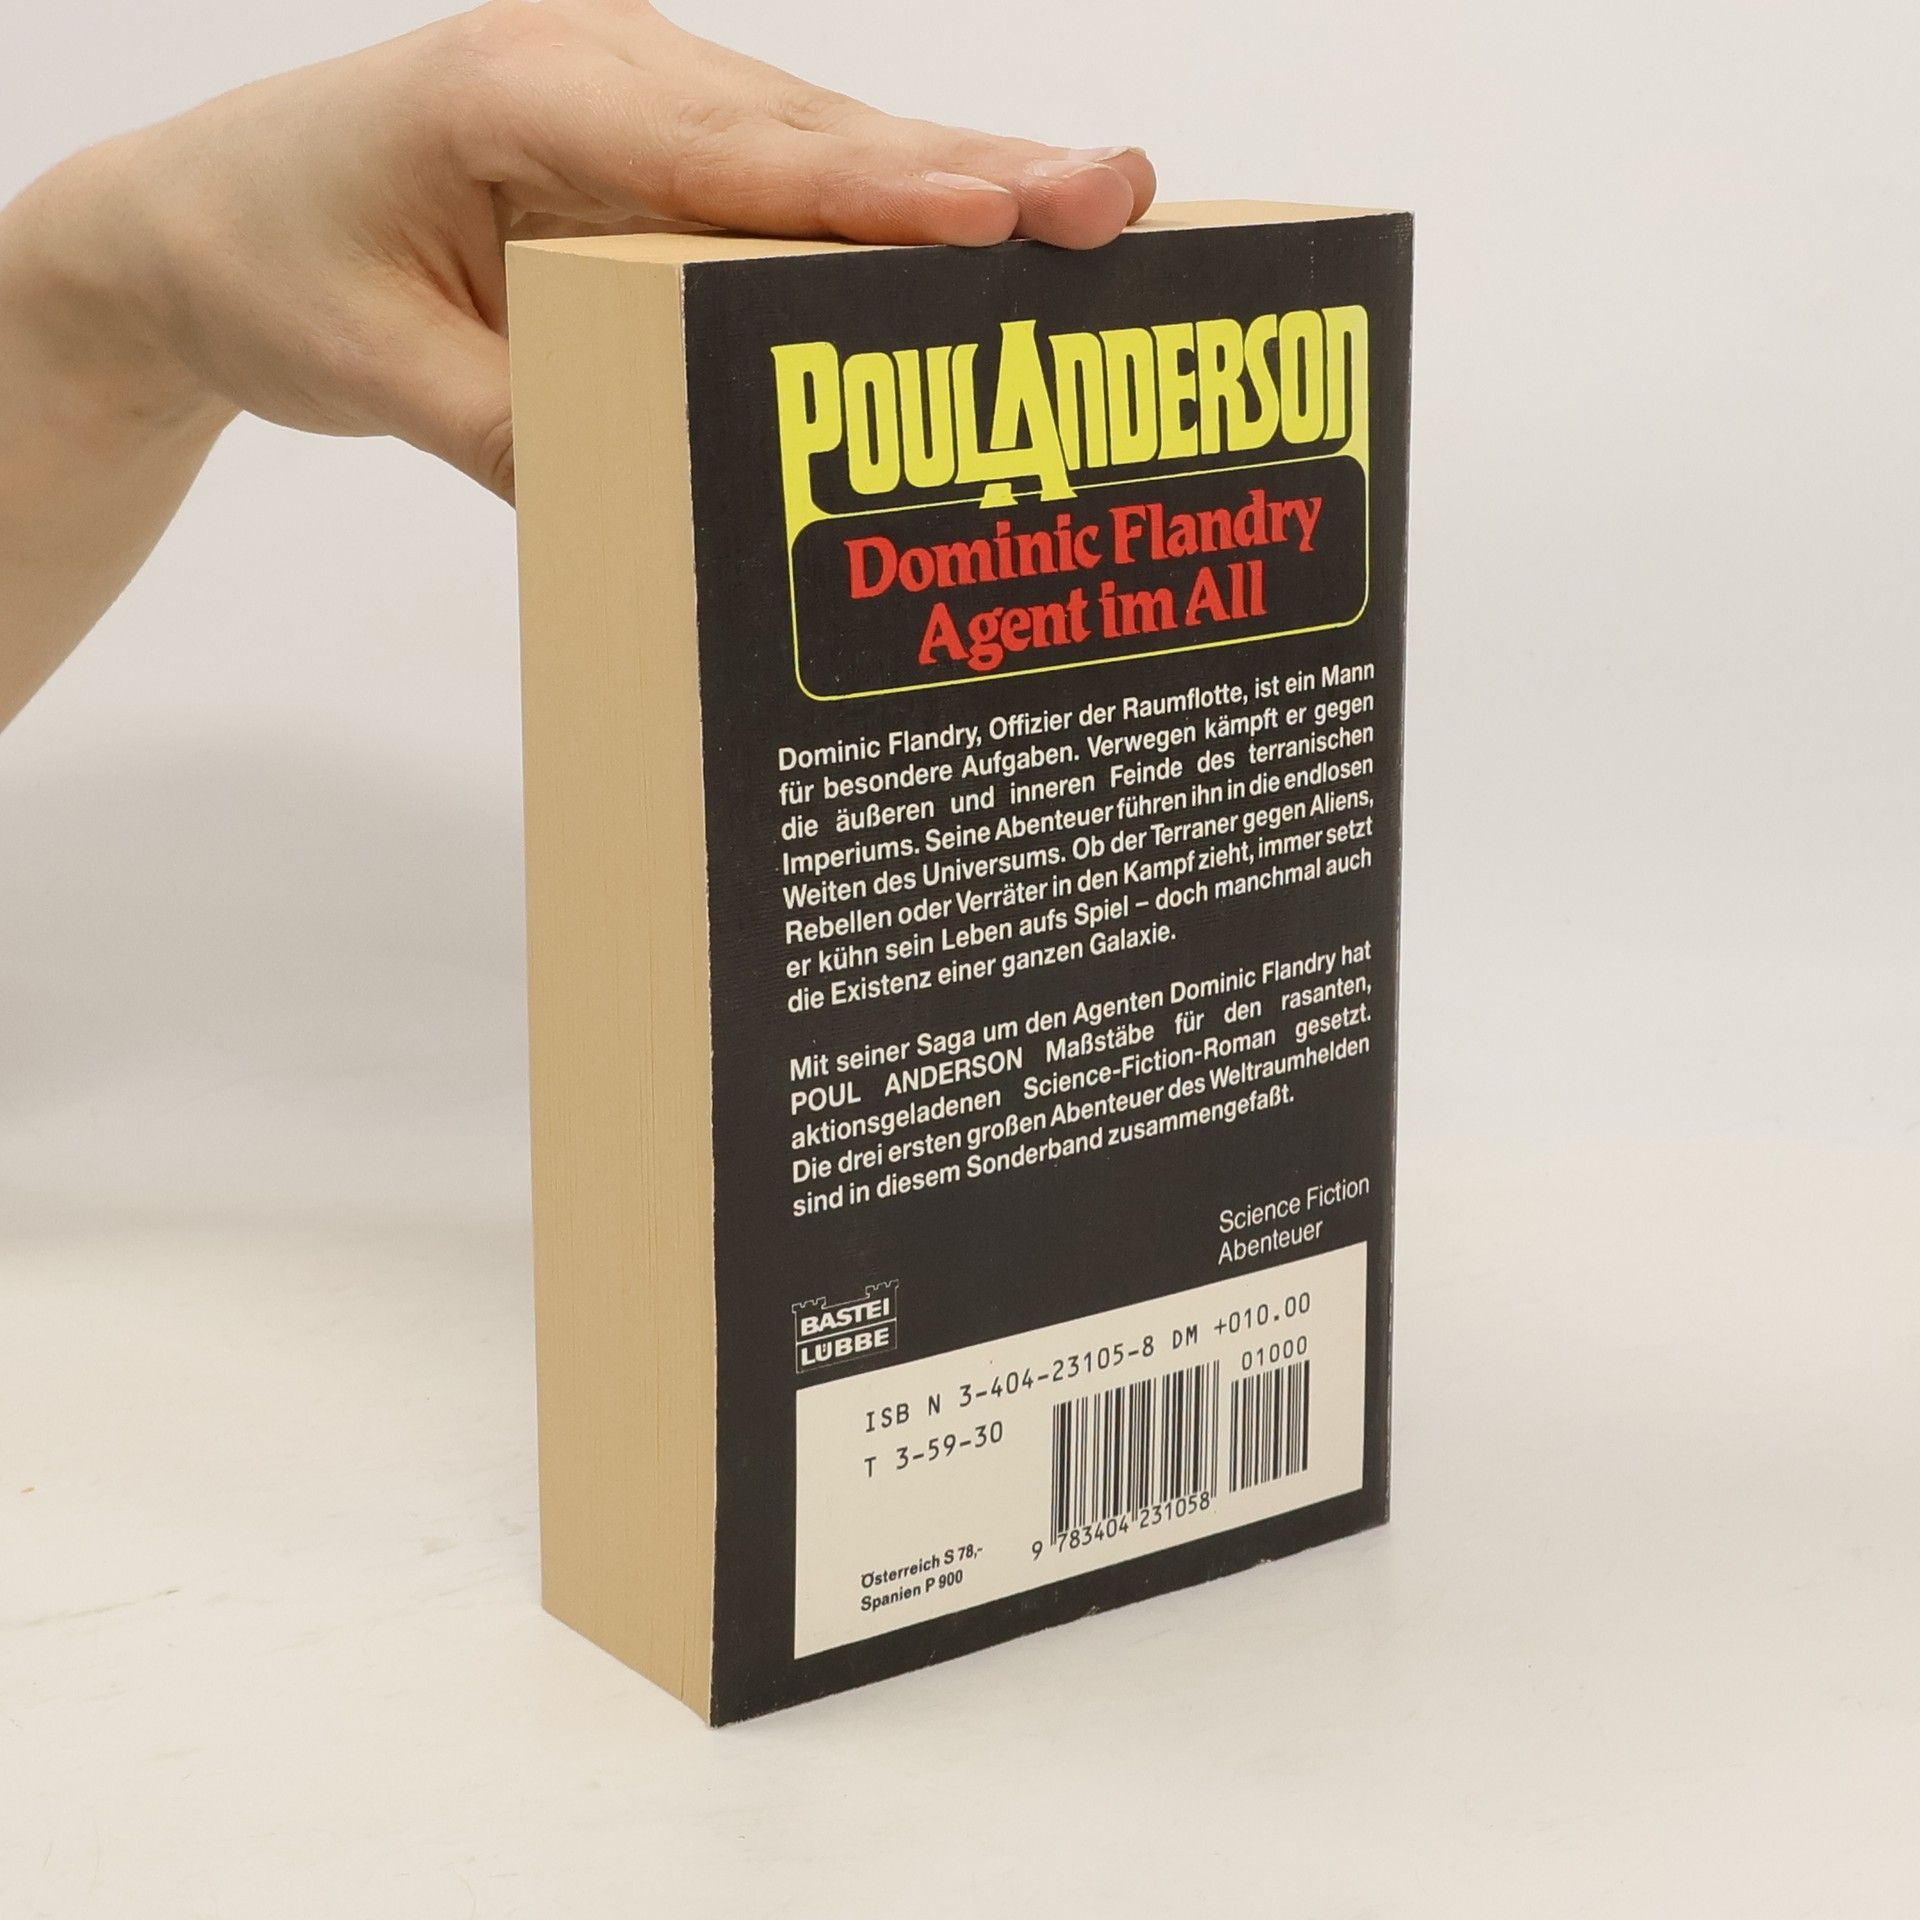 POUL ANDERSON
Dominic Flandry
Agent im All
Dominic Flandry, Offizier der Raumflotte, ist ein Mann
für besondere Aufgaben. Verwegen kämpft er gegen
die äußeren und inneren Feinde des terranischen
Imperiums. Seine Abenteuer führen ihn in die endlosen
Weiten des Universums. Ob der Terraner gegen Aliens,
Rebellen oder Verräter in den Kampf zieht, immer setzt
er kühn sein Leben aufs Spiel – doch manchmal auch
die Existenz einer ganzen Galaxie.
Mit seiner Saga um den Agenten Dominic Flandry hat
POUL ANDERSON Maßstäbe für den rasanten,
aktionsgeladenen Science-Fiction-Roman gesetzt.
Die drei ersten großen Abenteuer des Weltraumhelden
sind in diesem Sonderband zusammengefaßt.
Science Fiction
Abenteuer
BASTEI
LÜBBE
ISB N 3-404-23105-8 DM +010.00
T 3-59-30
01000
9 783404 231058
Österreich S 78,-
Spanien P 900